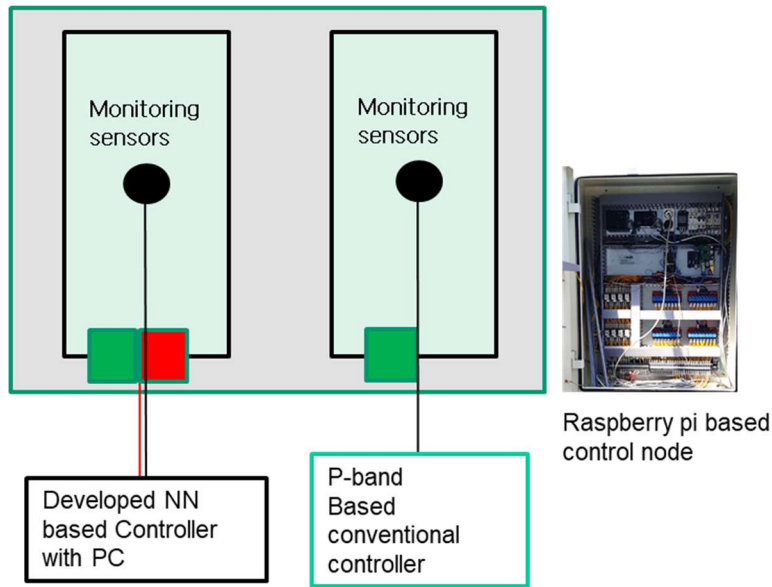 Monitoring
sensors
Monitoring
sensors
Raspberry pi based
control node
Developed NN
based Controller
with PC
P-band
Based
conventional
controller